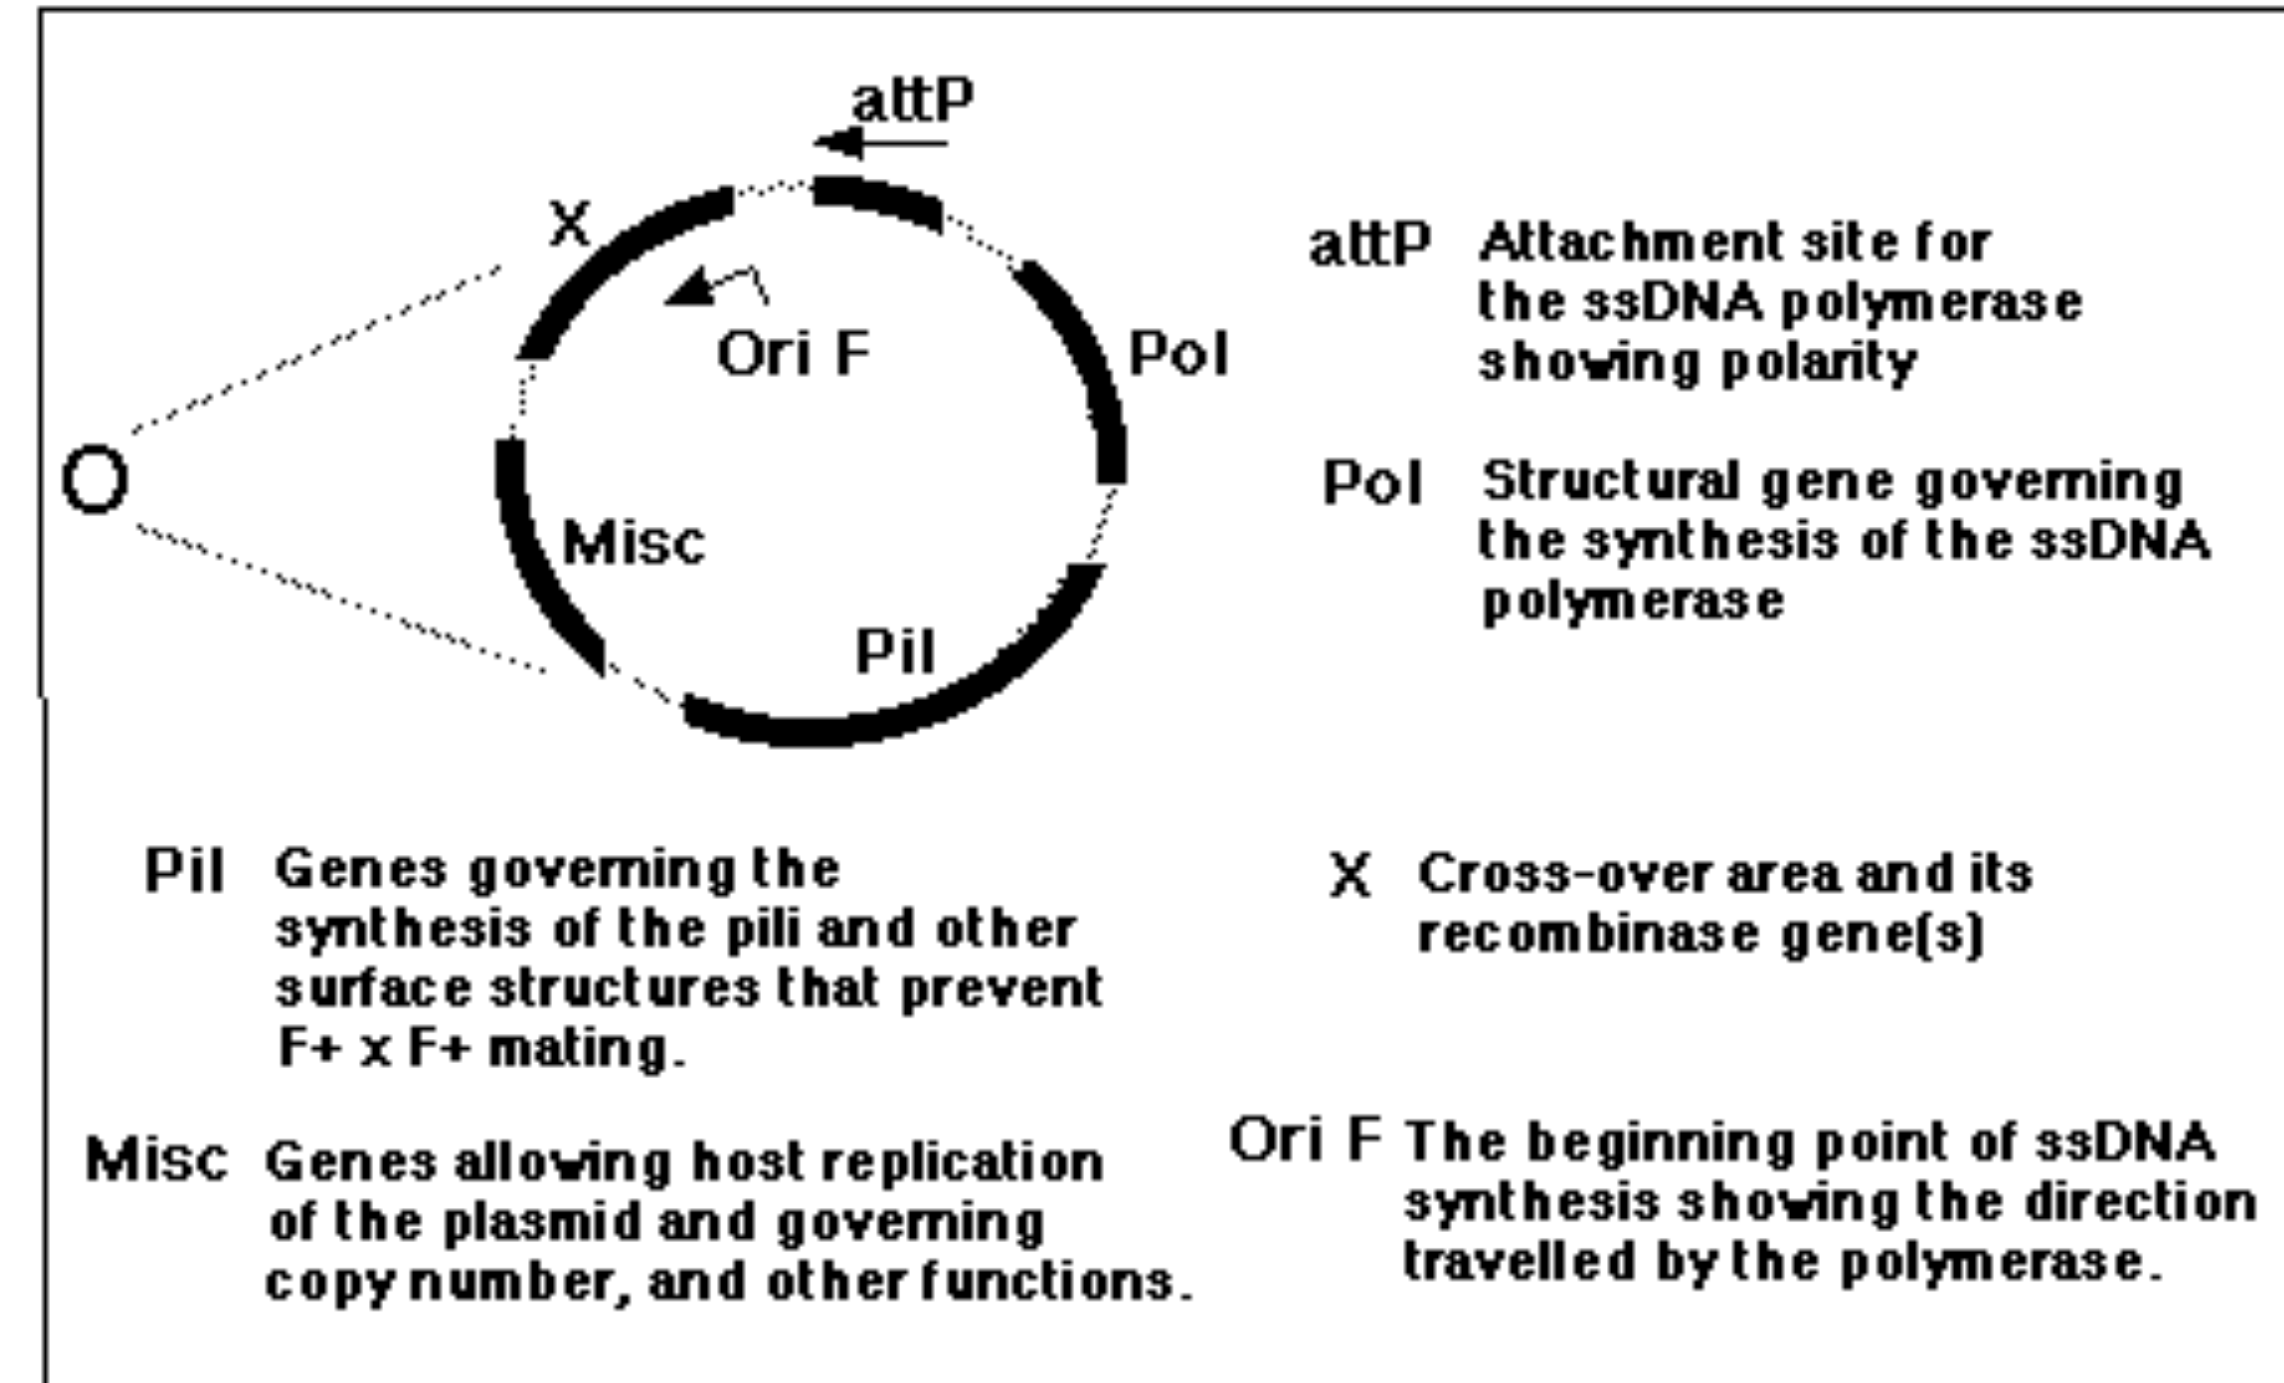 attP
X
Ori F
Pol
O
Misc
Pil
attP Attachment site for
the ssDNA polymerase
showing polarity
Pol Structural gene governing
the synthesis of the ssDNA
polymerase
Pil Genes governing the
synthesis of the pili and other
surface structures that prevent
F+ x F+ mating.
X Cross-over area and its
recombinase gene(s)
Misc Genes allowing host replication
of the plasmid and governing
copy number, and other functions.
Ori F The beginning point of ssDNA
synthesis showing the direction
travelled by the polymerase.